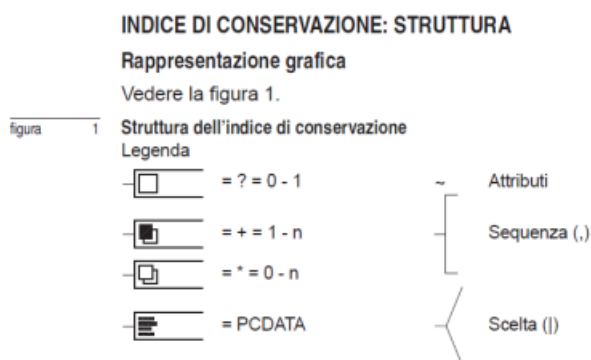 INDICE DI CONSERVAZIONE: STRUTTURA
Rappresentazione grafica
Vedere la figura 1.
figura 1 Struttura dell'indice di conservazione
Legenda
= ? = 0 - 1 ~ Attributi
= + = 1 - n Sequenza (,)
= * = 0 - n
= PCDATA Scelta (|)